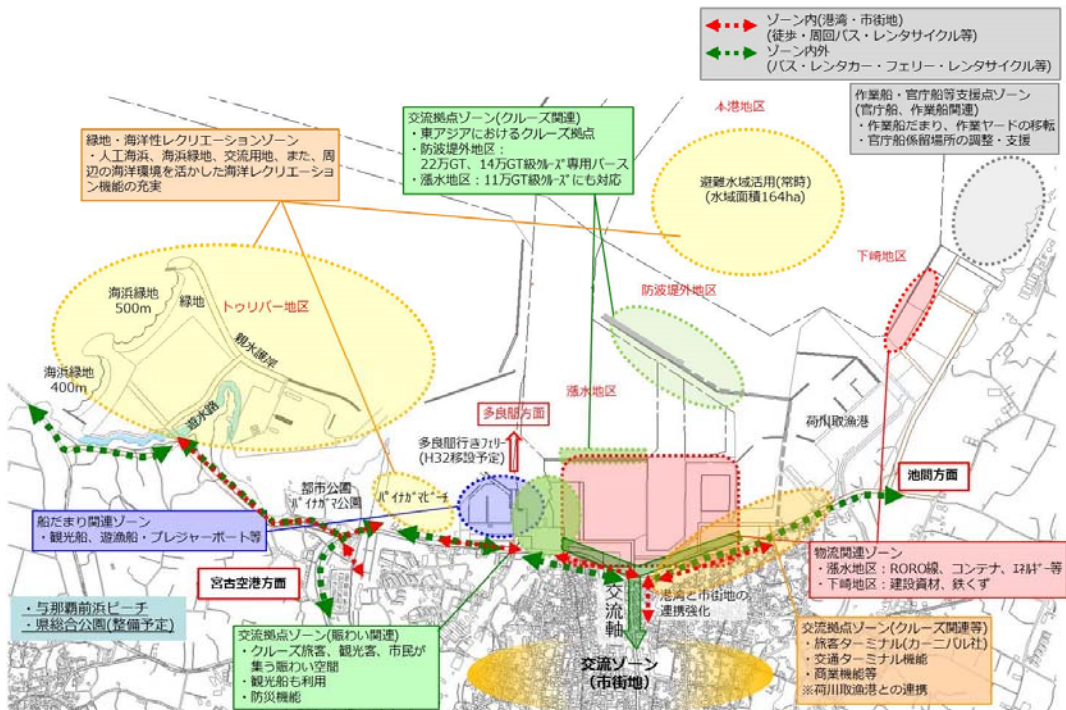 ゾーン内(港湾・市街地)
(徒歩・周回バス・レンタサイクル等)
ゾーン内外
(バス・レンタカー・フェリー・レンタサイクル等)
作業船・官庁船等支援点ゾーン
(官庁船、作業船関連)
・作業船だまり、作業ヤードの移転
・官庁船係留場所の調整・支援
本港地区
交流拠点ゾーン(クルーズ関連)
・東アジアにおけるクルーズ拠点
・防波堤外地区：
22万GT、14万GT級ｸﾙｰｽﾞ専用バース
・漲水地区：11万GT級ｸﾙｰｽﾞにも対応
緑地・海洋性レクリエーションゾーン
・人工海浜、海浜緑地、交流用地、また、周
辺の海洋環境を活かした海洋レクリエーショ
ン機能の充実
避難水域活用(常時)
(水域面積164ha)
下崎地区
防波堤外地区
海浜緑地
500m
緑地
トゥリバー地区
親水護岸
海浜緑地
400m
遊水路
漲水地区
多良間方面
多良間行きﾌｪﾘｰ
(H32移設予定)
荷川取漁港
池間方面
都市公園
ﾊﾟｲﾅｶﾞﾏ公園
ﾊﾟｲﾅｶﾞﾏﾋﾞｰﾁ
船だまり関連ゾーン
・観光船、遊漁船・プレジャーボート等
宮古空港方面
・与那覇前浜ビーチ
・県総合公園(整備予定)
交流拠点ゾーン(賑わい関連)
・クルーズ旅客、観光客、市民が
集う賑わい空間
・観光船も利用
・防災機能
交流軸
港湾と市街地の
連携強化
交流ゾーン
(市街地)
物流関連ゾーン
・漲水地区：RORO線、コンテナ、ｴﾈﾙｷﾞｰ等
・下崎地区：建設資材、鉄くず
交流拠点ゾーン(クルーズ関連等)
・旅客ターミナル(カーニバル社)
・交通ターミナル機能
・商業機能等
※荷川取漁港との連携